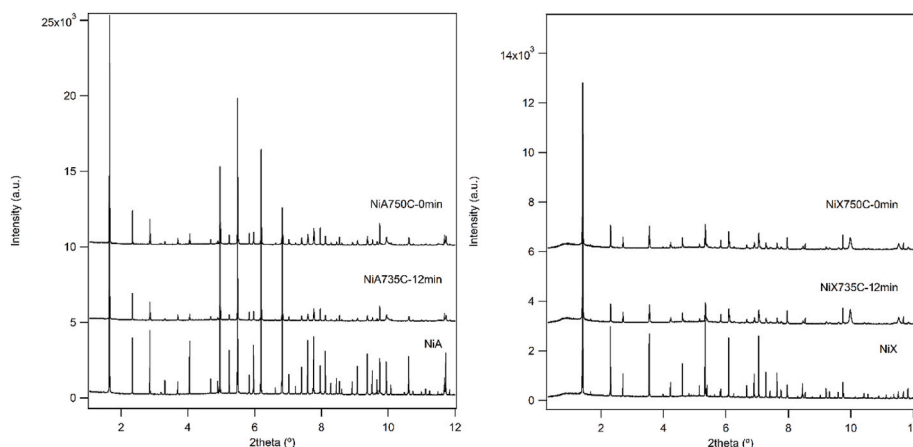 25x10³
20
15
10
5
0
Intensity (a.u.)
NiA750C-0min
NiA735C-12min
NiA
2 4 6 8 10 12
2theta (º)
14x10³
12
10
8
6
4
2
0
Intensity (a.u.)
NiX750C-0min
NiX735C-12min
NiX
2 4 6 8 10 12
2theta (º)